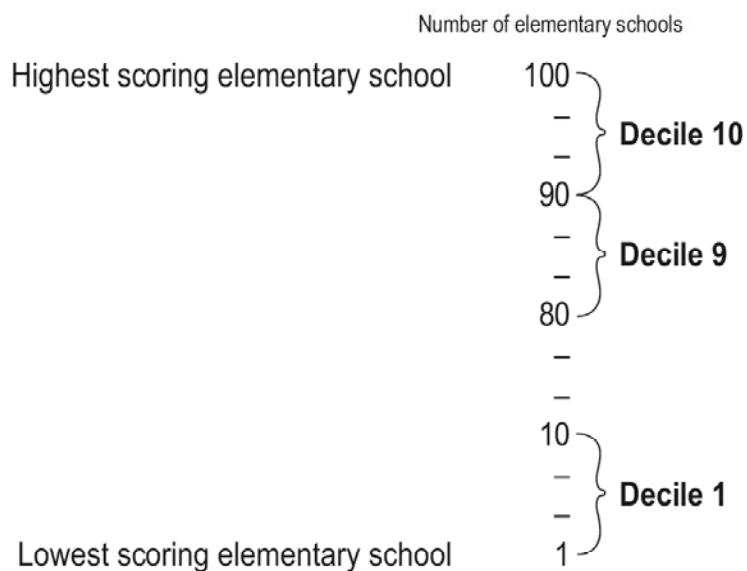 Number of elementary schools
Highest scoring elementary school 100
–
Decile 10
–
90
–
Decile 9
–
80
–
–
10
–
Decile 1
–
Lowest scoring elementary school 1